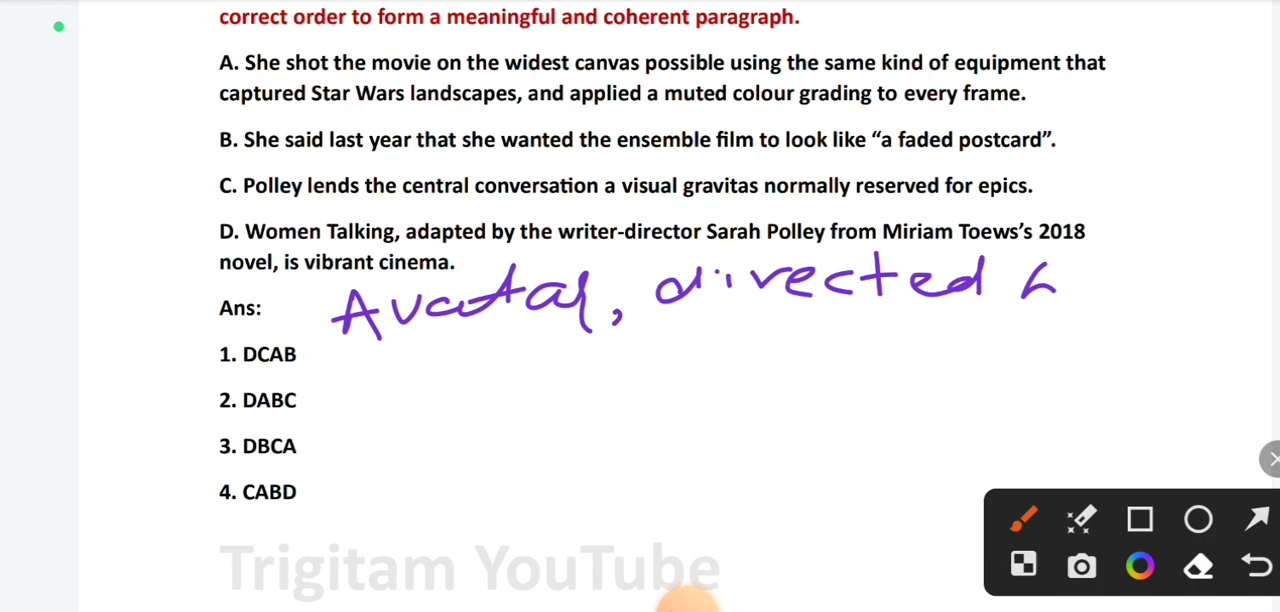 correct order to form a meaningful and coherent paragraph.
A. She shot the movie on the widest canvas possible using the same kind of equipment that
captured Star Wars landscapes, and applied a muted colour grading to every frame.
B. She said last year that she wanted the ensemble film to look like “a faded postcard”.
C. Polley lends the central conversation a visual gravitas normally reserved for epics.
D. Women Talking, adapted by the writer-director Sarah Polley from Miriam Toews’s 2018
novel, is vibrant cinema.
Avatar, directed
Ans:
1. DCAB
2. DABC
3. DBCA
4. CABD
Trigitam YouTube